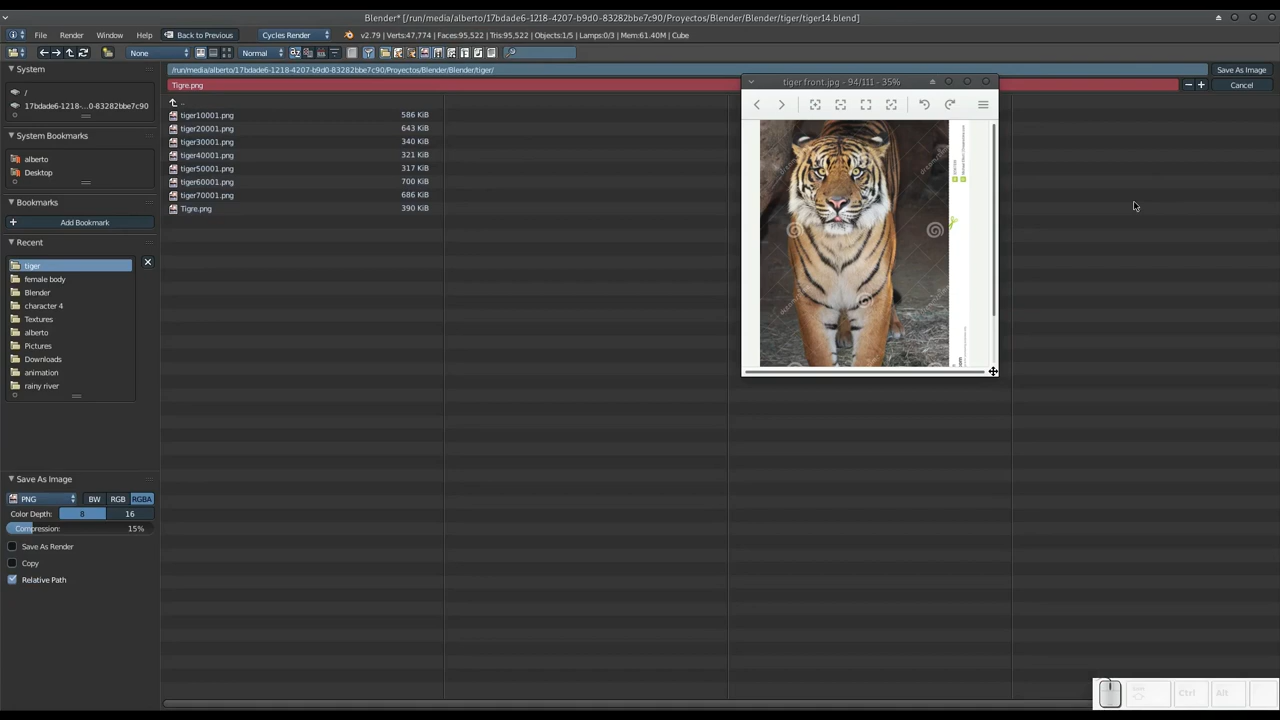 Blender* [/run/media/alberto/17bdade6-1218-4207-b9d0-83282bbe7c90/Proyectos/Blender/Blender/tiger/tiger14.blend]
File Render Window Help Back to Previous Cycles Render v2.79 | Verts:47,774 | Faces:95,522 | Tris:95,522 | Objects:1/5 | Lamps:0/3 | Mem:61.40M | Cube
None Normal
System
/
17bdade6-1218-4...0-83282bbe7c90
System Bookmarks
alberto
Desktop
Bookmarks
Add Bookmark
Recent
tiger
female body
Blender
character 4
Textures
alberto
Pictures
Downloads
animation
rainy river
Save As Image
PNG BW RGB RGBA
Color Depth: 8 16
Compression: 15%
Save As Render
Copy
Relative Path
/run/media/alberto/17bdade6-1218-4207-b9d0-83282bbe7c90/Proyectos/Blender/Blender/tiger/ Save As Image
Tigre.png Cancel
..
tiger10001.png 586 KiB
tiger20001.png 643 KiB
tiger30001.png 340 KiB
tiger40001.png 321 KiB
tiger50001.png 317 KiB
tiger60001.png 700 KiB
tiger70001.png 686 KiB
Tigre.png 390 KiB
tiger front.jpg - 94/111 - 35%
Ctrl Alt